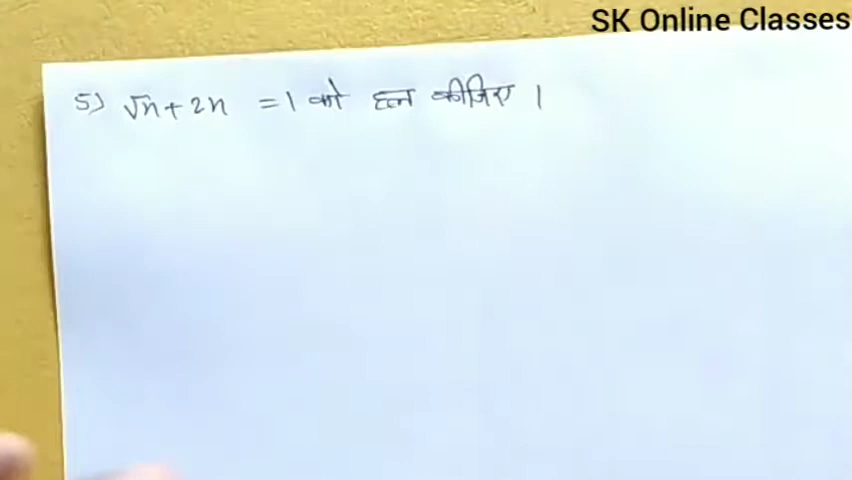 SK Online Classes
5) √x + 2x = 1 को हल कीजिए ।